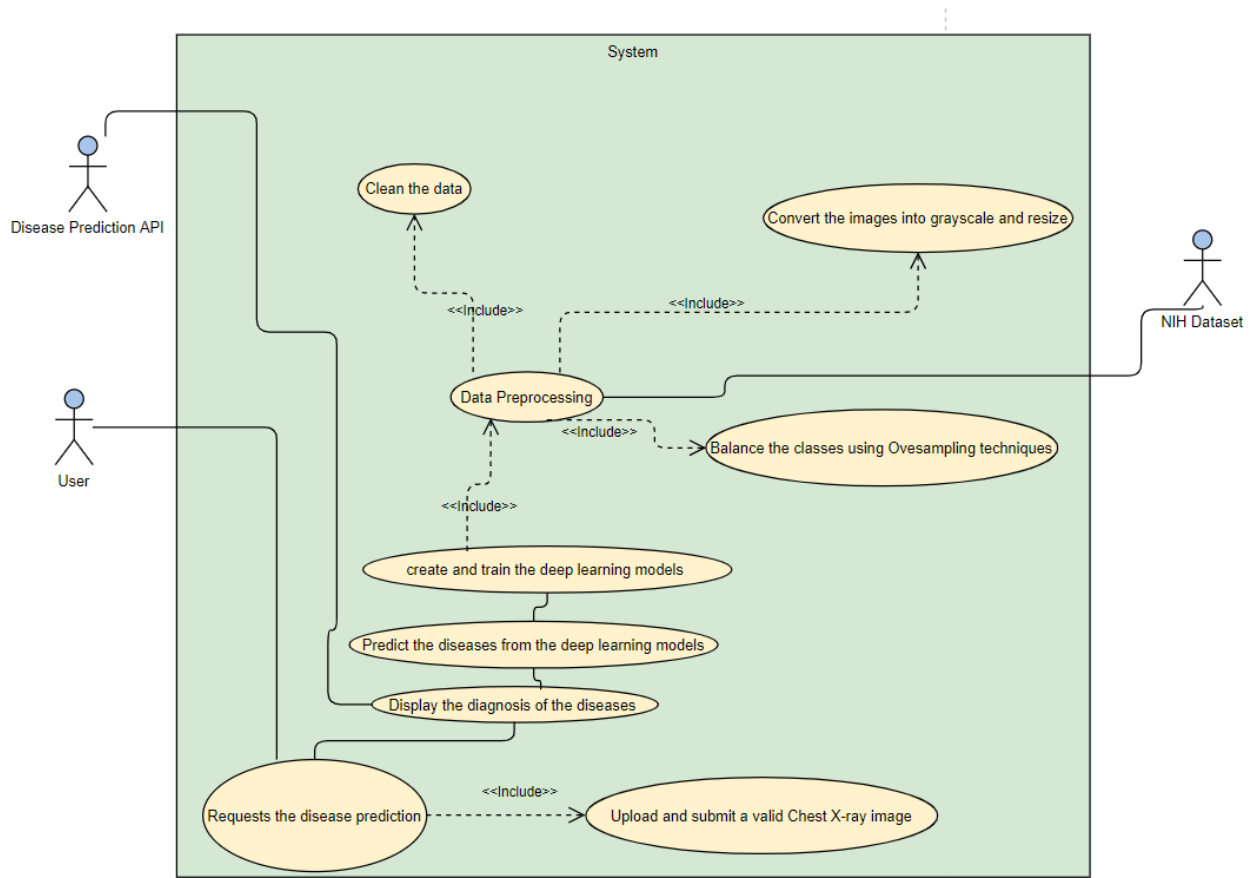 System
Clean the data
Convert the images into grayscale and resize
Disease Prediction API
<<Include>>
<<Include>>
NIH Dataset
Data Preprocessing
<<Include>>
Balance the classes using Ovesampling techniques
User
<<Include>>
create and train the deep learning models
Predict the diseases from the deep learning models
Display the diagnosis of the diseases
<<Include>>
Requests the disease prediction
Upload and submit a valid Chest X-ray image